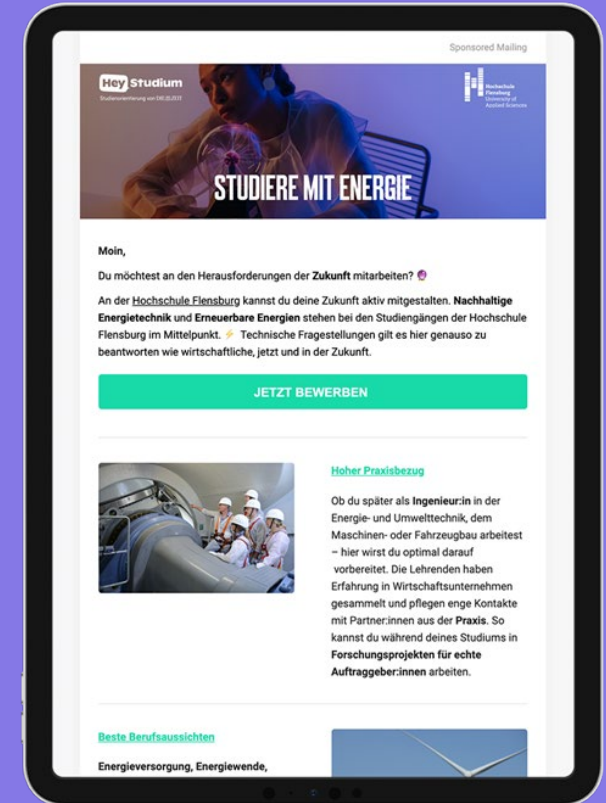 Sponsored Mailing
Hey Studium
Studienorientierung von DIE ZEIT
Hochschule
Flensburg
University of
Applied Sciences
STUDIERE MIT ENERGIE
Moin,
Du möchtest an den Herausforderungen der Zukunft mitarbeiten? 🔮
An der Hochschule Flensburg kannst du deine Zukunft aktiv mitgestalten. Nachhaltige
Energietechnik und Erneuerbare Energien stehen bei den Studiengängen der Hochschule
Flensburg im Mittelpunkt. ⚡ Technische Fragestellungen gilt es hier genauso zu
beantworten wie wirtschaftliche, jetzt und in der Zukunft.
JETZT BEWERBEN
Hoher Praxisbezug
Ob du später als Ingenieur:in in der
Energie- und Umwelttechnik, dem
Maschinen- oder Fahrzeugbau arbeitest
– hier wirst du optimal darauf
vorbereitet. Die Lehrenden haben
Erfahrung in Wirtschaftsunternehmen
gesammelt und pflegen enge Kontakte
mit Partner:innen aus der Praxis. So
kannst du während deines Studiums in
Forschungsprojekten für echte
Auftraggeber:innen arbeiten.
Beste Berufsaussichten
Energieversorgung, Energiewende,